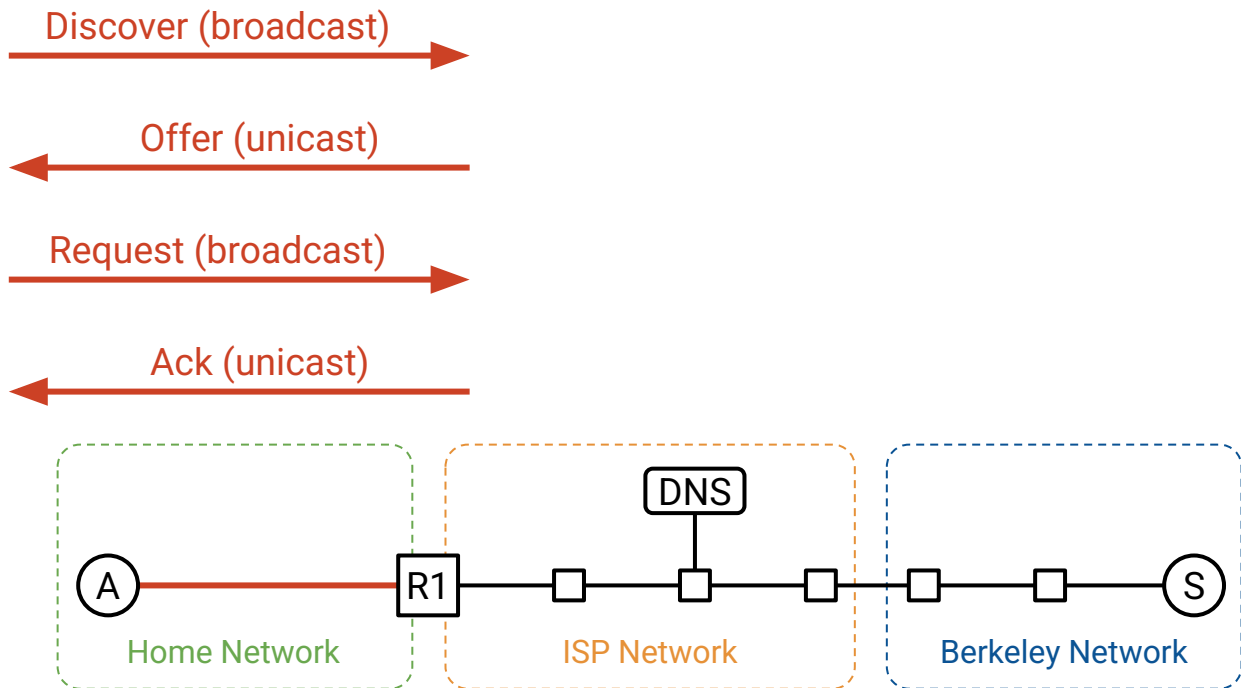 Discover (broadcast)
Offer (unicast)
Request (broadcast)
Ack (unicast)
DNS
A
R1
S
Home Network
ISP Network
Berkeley Network